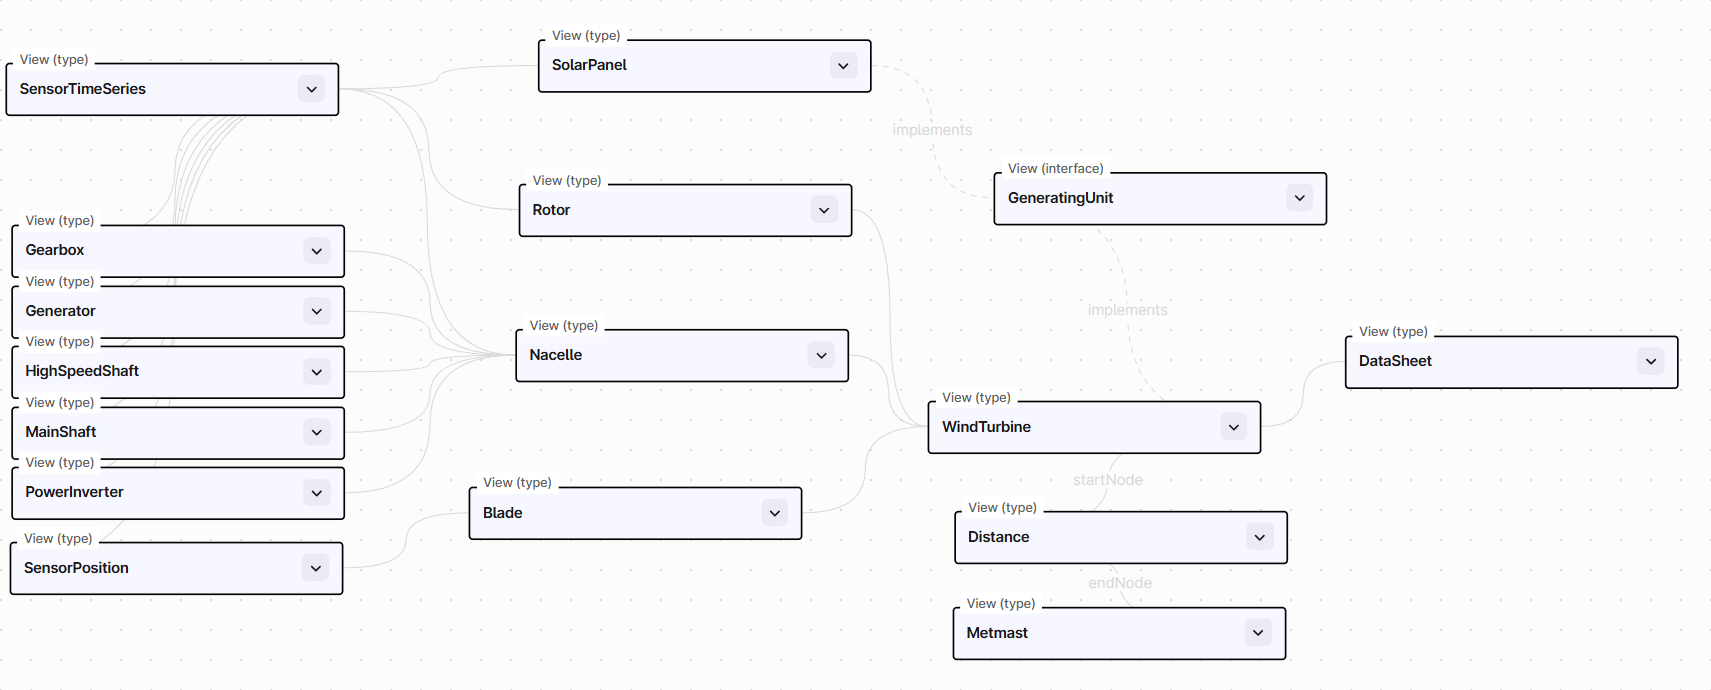 View (type)
SensorTimeSeries
View (type)
SolarPanel
implements
View (interface)
GeneratingUnit
View (type)
Rotor
View (type)
Gearbox
View (type)
Generator
View (type)
HighSpeedShaft
View (type)
MainShaft
View (type)
PowerInverter
View (type)
SensorPosition
View (type)
Nacelle
View (type)
Blade
implements
View (type)
WindTurbine
View (type)
DataSheet
startNode
View (type)
Distance
endNode
View (type)
Metmast